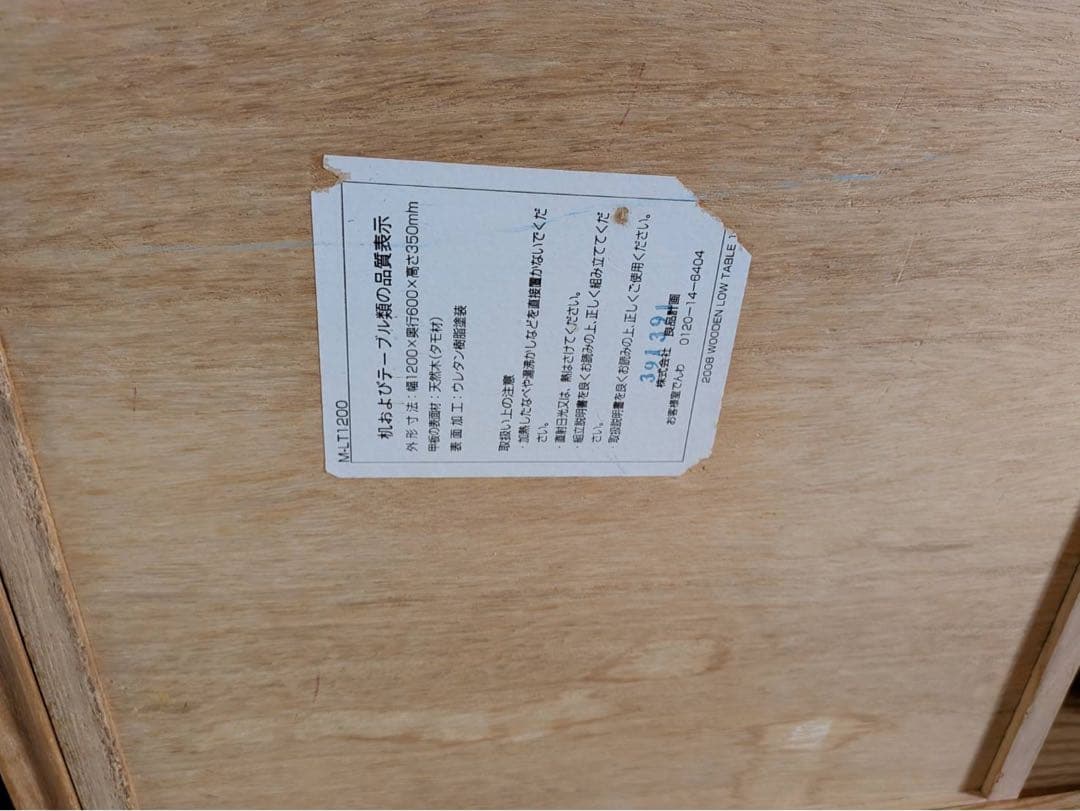 M-LT1200
机およびテーブル類の品質表示
外形寸法：幅1200×奥行600×高さ350mm
甲板の表面材：天然木（タモ材）
表面加工：ウレタン樹脂塗装
取扱い上の注意
・加熱したなべや湯沸かしなどを直接置かないでくだ
さい。
・直射日光又は、熱はさけてください。
・組立説明書を良くお読みの上、正しく組み立ててくだ
さい。
・取扱説明書を良くお読みの上、正しくご使用ください。
391391
株式会社 良品計画
お客様室でんわ 0120-14-6404
2008 WOODEN LOW TABLE